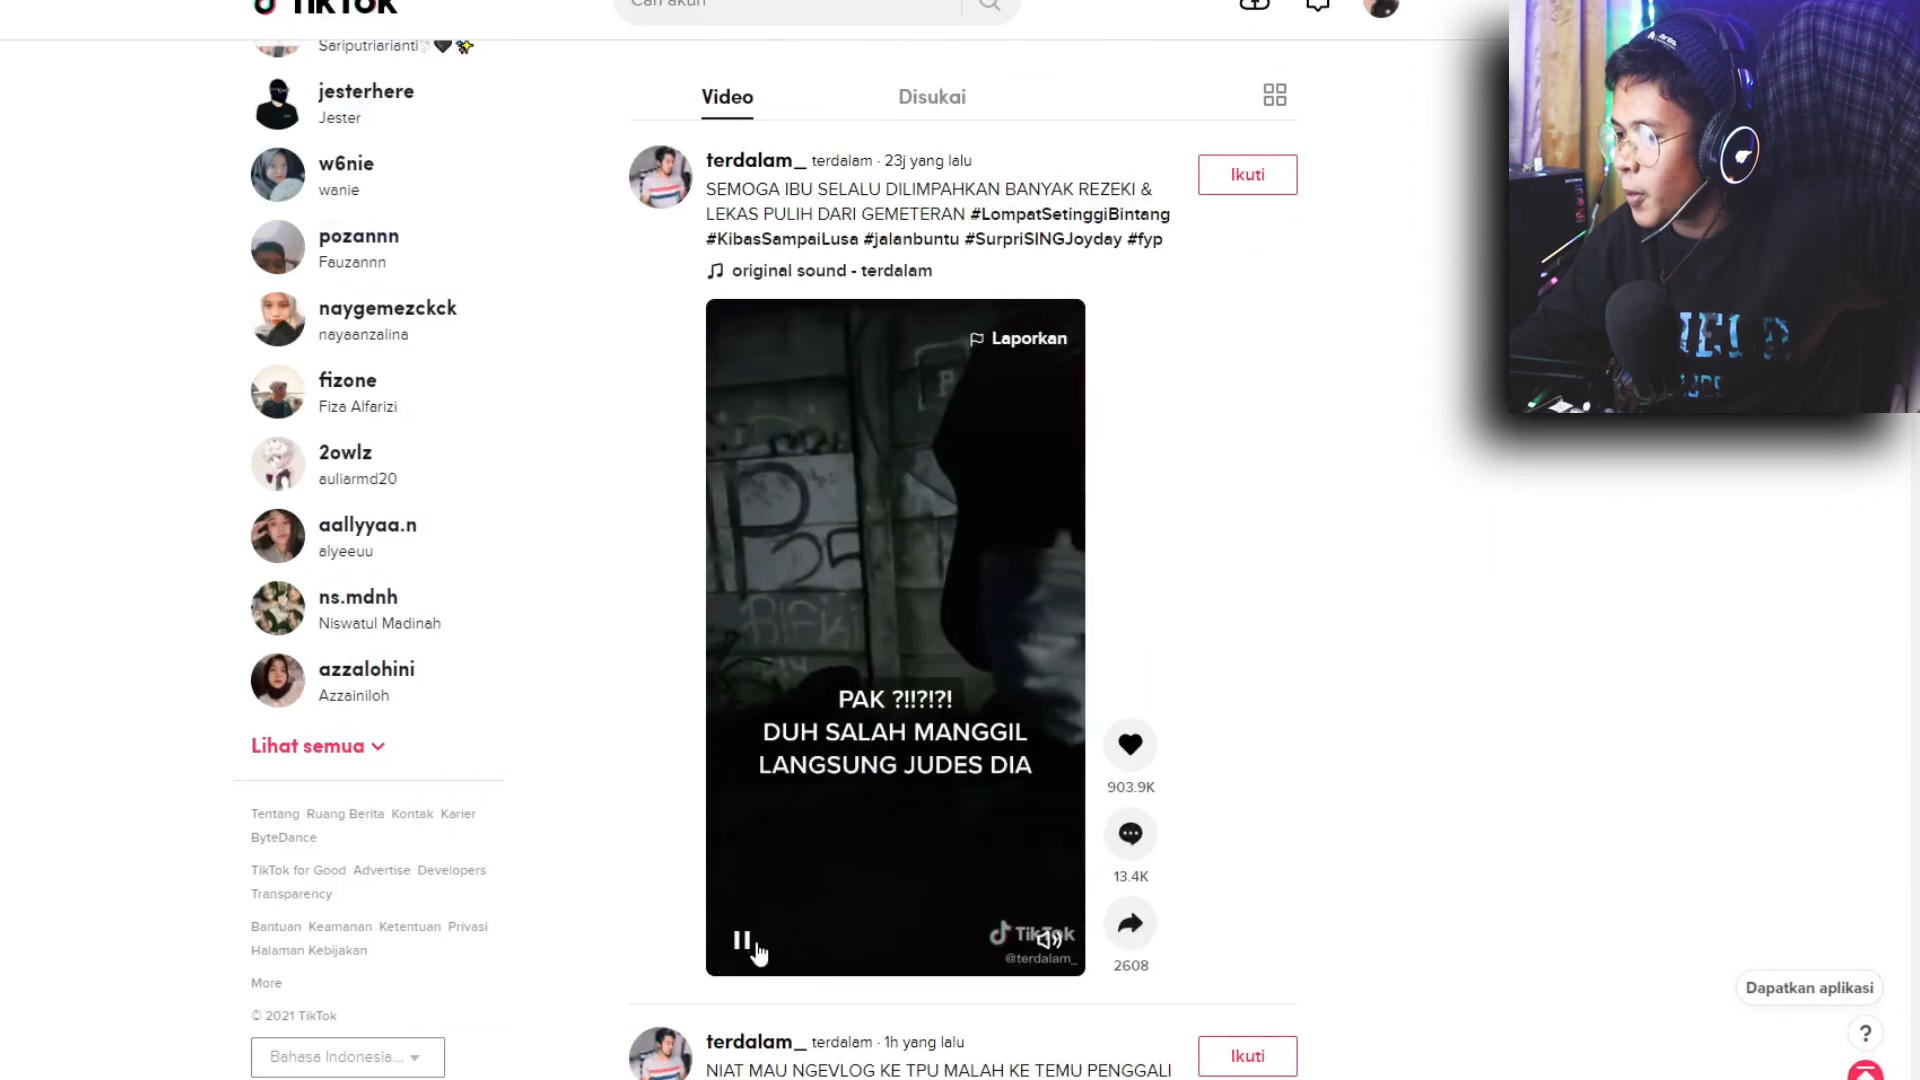 TikTok
Cari akun
Sariputriarianti
jesterhere
Jester
w6nie
wanie
pozannn
Fauzannn
naygemezckck
nayaanzalina
fizone
Fiza Alfarizi
2owlz
auliarmd20
aallyyaa.n
alyeeuu
ns.mdnh
Niswatul Madinah
azzalohini
Azzainiloh
Lihat semua
Tentang Ruang Berita Kontak Karier
ByteDance
TikTok for Good Advertise Developers
Transparency
Bantuan Keamanan Ketentuan Privasi
Halaman Kebijakan
More
© 2021 TikTok
Bahasa Indonesia...
Video
Disukai
terdalam_ terdalam · 23j yang lalu
Ikuti
SEMOGA IBU SELALU DILIMPAHKAN BANYAK REZEKI &
LEKAS PULIH DARI GEMETERAN #LompatSetinggiBintang
#KibasSampaiLusa #jalanbuntu #SurpriSINGJoyday #fyp
original sound - terdalam
Laporkan
PAK ?!!?!?!
DUH SALAH MANGGIL
LANGSUNG JUDES DIA
TikTok
@terdalam_
903.9K
13.4K
2608
terdalam_ terdalam · 1h yang lalu
Ikuti
NIAT MAU NGEVLOG KE TPU MALAH KE TEMU PENGGALI
Dapatkan aplikasi
?